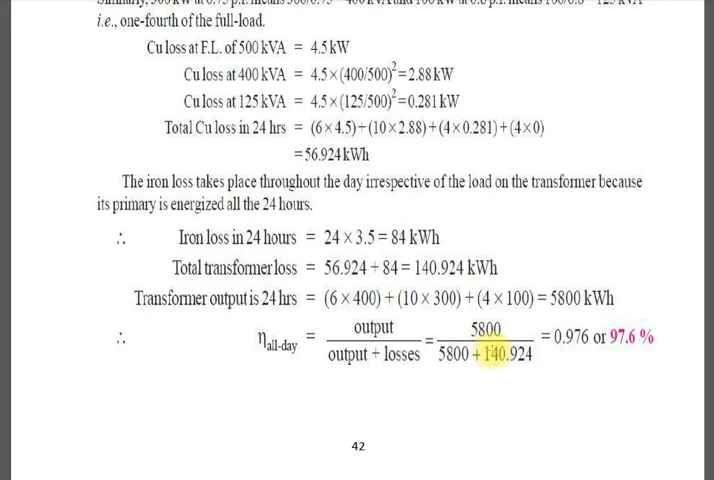 i.e., one-fourth of the full-load.
Cu loss at F.L. of 500 kVA = 4.5 kW
Cu loss at 400 kVA = 4.5 × (400/500)² = 2.88 kW
Cu loss at 125 kVA = 4.5 × (125/500)² = 0.281 kW
Total Cu loss in 24 hrs = (6 × 4.5) + (10 × 2.88) + (4 × 0.281) + (4 × 0)
= 56.924 kWh
The iron loss takes place throughout the day irrespective of the load on the transformer because
its primary is energized all the 24 hours.
∴ Iron loss in 24 hours = 24 × 3.5 = 84 kWh
Total transformer loss = 56.924 + 84 = 140.924 kWh
Transformer output is 24 hrs = (6 × 400) + (10 × 300) + (4 × 100) = 5800 kWh
∴ η all-day = output / output + losses = 5800 / 5800 + 140.924 = 0.976 or 97.6 %
42